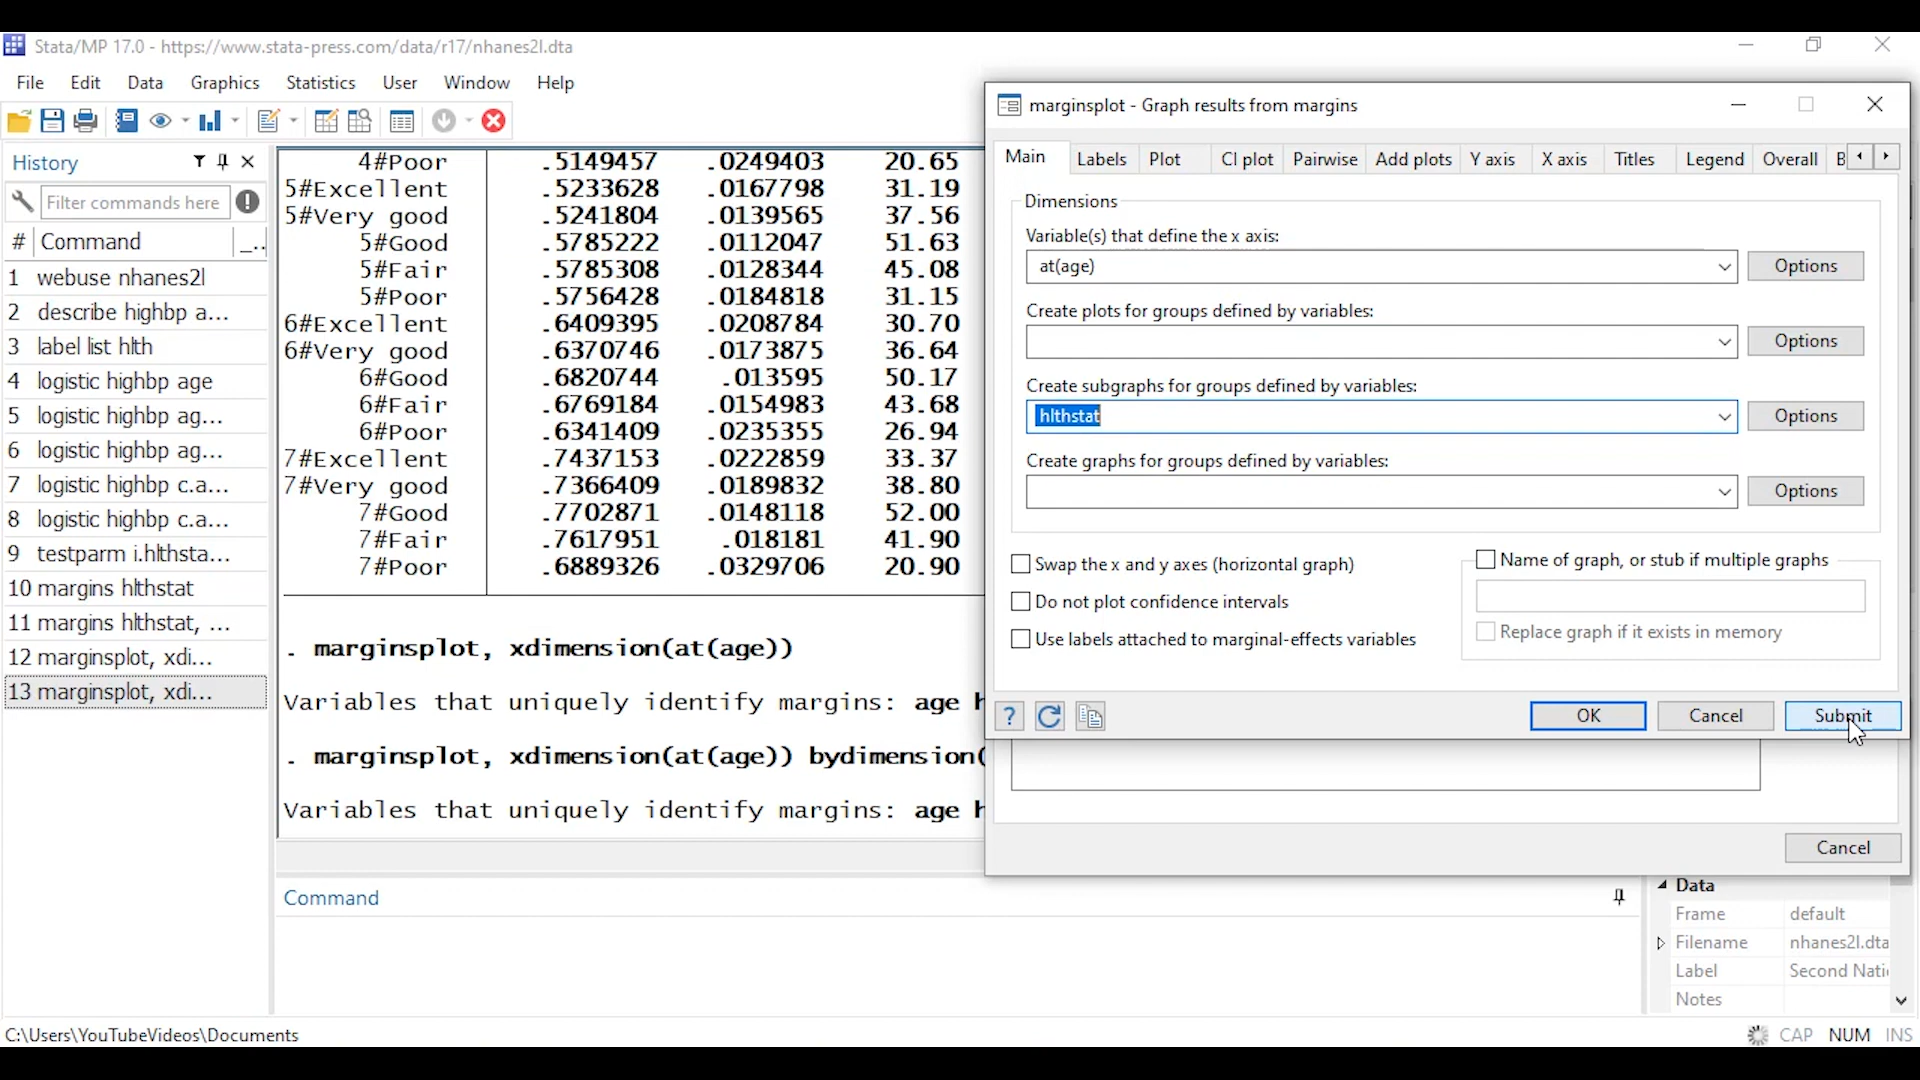 Stata/MP 17.0 - https://www.stata-press.com/data/r17/nhanes2l.dta
File Edit Data Graphics Statistics User Window Help
History
Filter commands here
# Command
1 webuse nhanes2l
2 describe highbp a...
3 label list hlth
4 logistic highbp age
5 logistic highbp ag...
6 logistic highbp ag...
7 logistic highbp c.a...
8 logistic highbp c.a...
9 testparm i.hlthsta...
10 margins hlthstat
11 margins hlthstat, ...
12 marginsplot, xdi...
13 marginsplot, xdi...
4#Poor .5149457 .0249403 20.65
5#Excellent .5233628 .0167798 31.19
5#Very good .5241804 .0139565 37.56
5#Good .5785222 .0112047 51.63
5#Fair .5785308 .0128344 45.08
5#Poor .5756428 .0184818 31.15
6#Excellent .6409395 .0208784 30.70
6#Very good .6370746 .0173875 36.64
6#Good .6820744 .013595 50.17
6#Fair .6769184 .0154983 43.68
6#Poor .6341409 .0235355 26.94
7#Excellent .7437153 .0222859 33.37
7#Very good .7366409 .0189832 38.80
7#Good .7702871 .0148118 52.00
7#Fair .7617951 .018181 41.90
7#Poor .6889326 .0329706 20.90
. marginsplot, xdimension(at(age))
Variables that uniquely identify margins: age h
. marginsplot, xdimension(at(age)) bydimension(
Variables that uniquely identify margins: age h
Command
marginsplot - Graph results from margins
Main Labels Plot CI plot Pairwise Add plots Y axis X axis Titles Legend Overall B
Dimensions
Variable(s) that define the x axis:
at(age) Options
Create plots for groups defined by variables:
Options
Create subgraphs for groups defined by variables:
hlthstat Options
Create graphs for groups defined by variables:
Options
Swap the x and y axes (horizontal graph)
Do not plot confidence intervals
Use labels attached to marginal-effects variables
Name of graph, or stub if multiple graphs
Replace graph if it exists in memory
? OK Cancel Submit
Cancel
Data
Frame default
Filename nhanes2l.dta
Label Second Nati
Notes
C:\Users\YouTubeVideos\Documents
CAP NUM INS